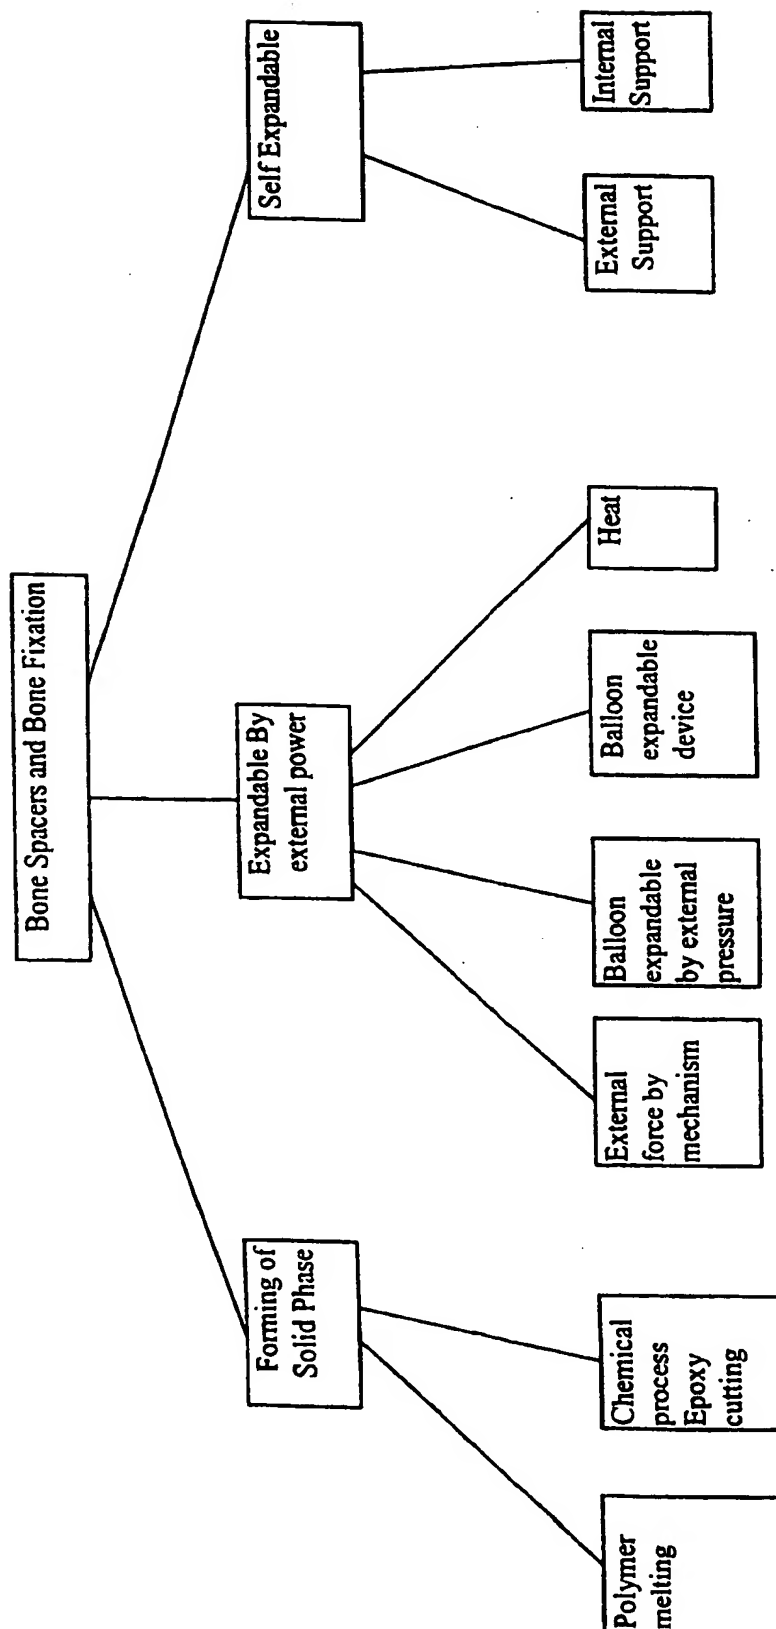 Bone Spacers and Bone Fixation
Forming of
Solid Phase
Expandable By
external power
Self Expandable
Polymer
melting
Chemical
process
Epoxy
cutting
External
force by
mechanism
Balloon
expandable
by external
pressure
Balloon
expandable
device
Heat
External
Support
Internal
Support